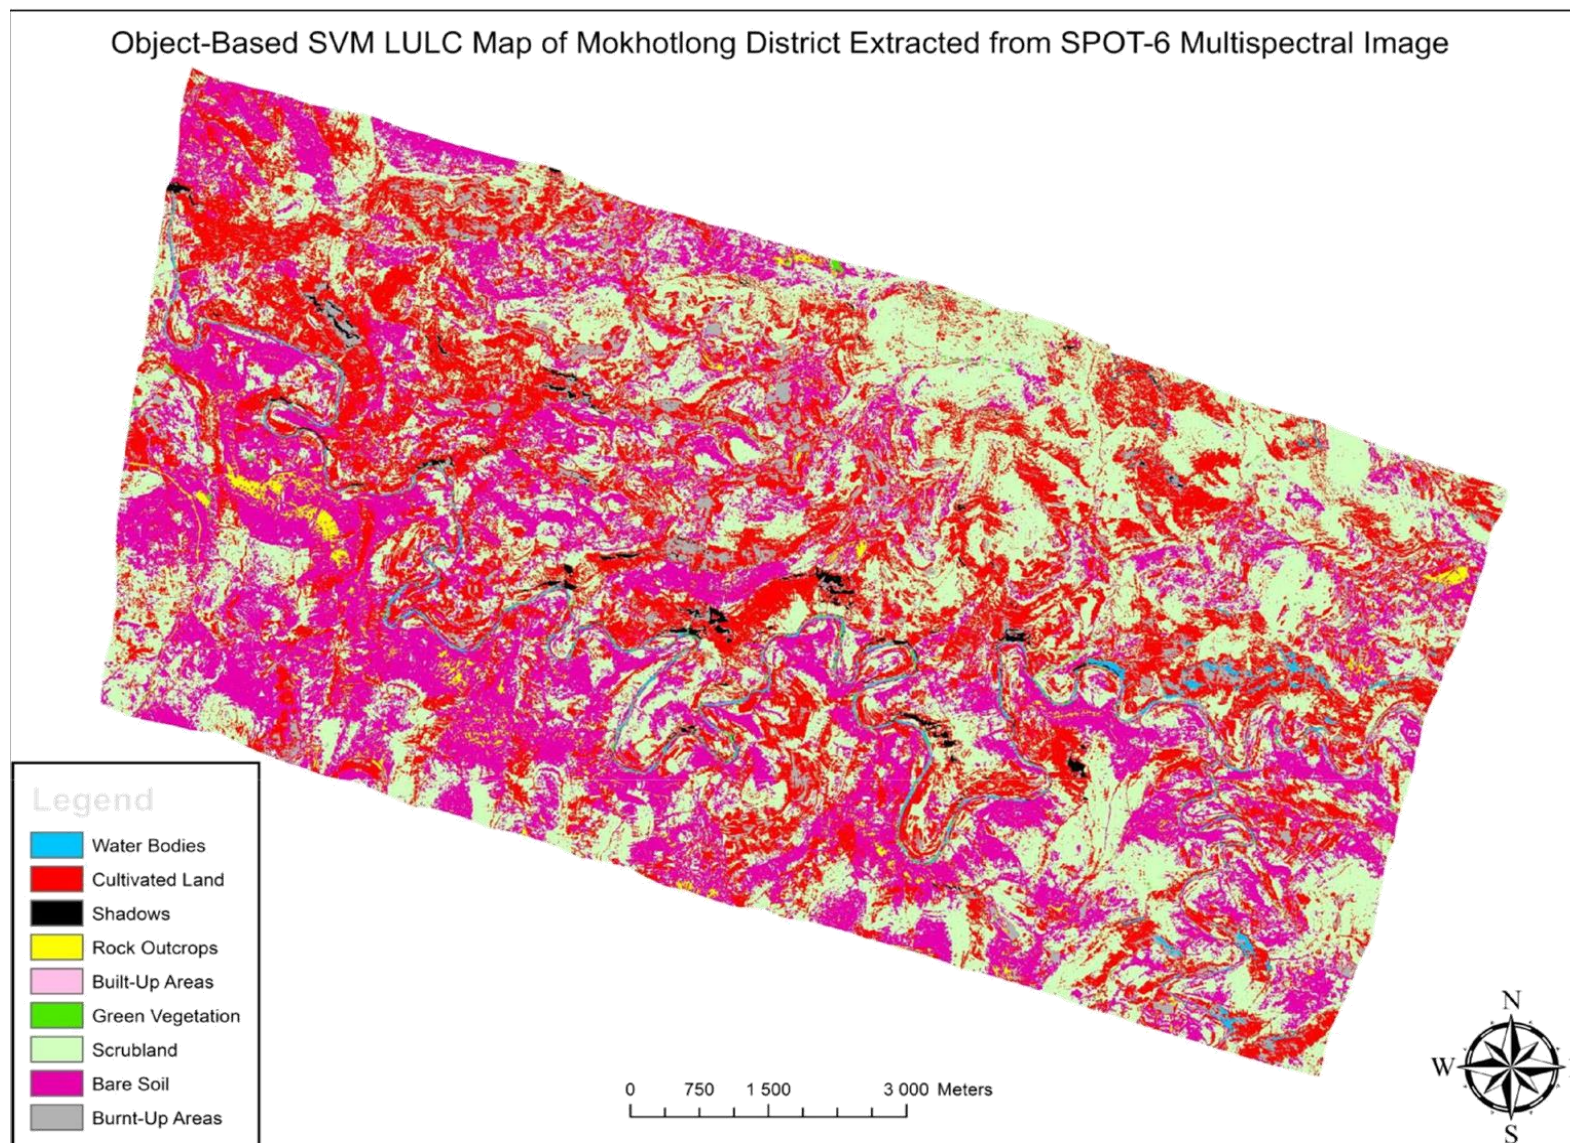 Object-Based SVM LULC Map of Mokhotlong District Extracted from SPOT-6 Multispectral Image
Legend
Water Bodies
Cultivated Land
Shadows
Rock Outcrops
Built-Up Areas
Green Vegetation
Scrubland
Bare Soil
Burnt-Up Areas
0 750 1 500 3 000 Meters
N
W
S